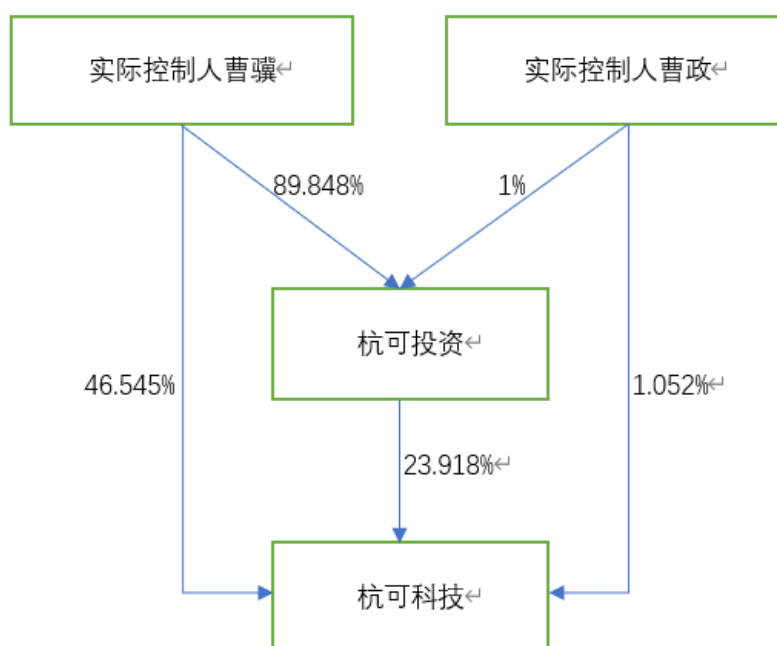 实际控制人曹骥↵
实际控制人曹政↵
89.848%
1%
杭可投资↵
46.545%
1.052%↵
23.918%↵
杭可科技↵